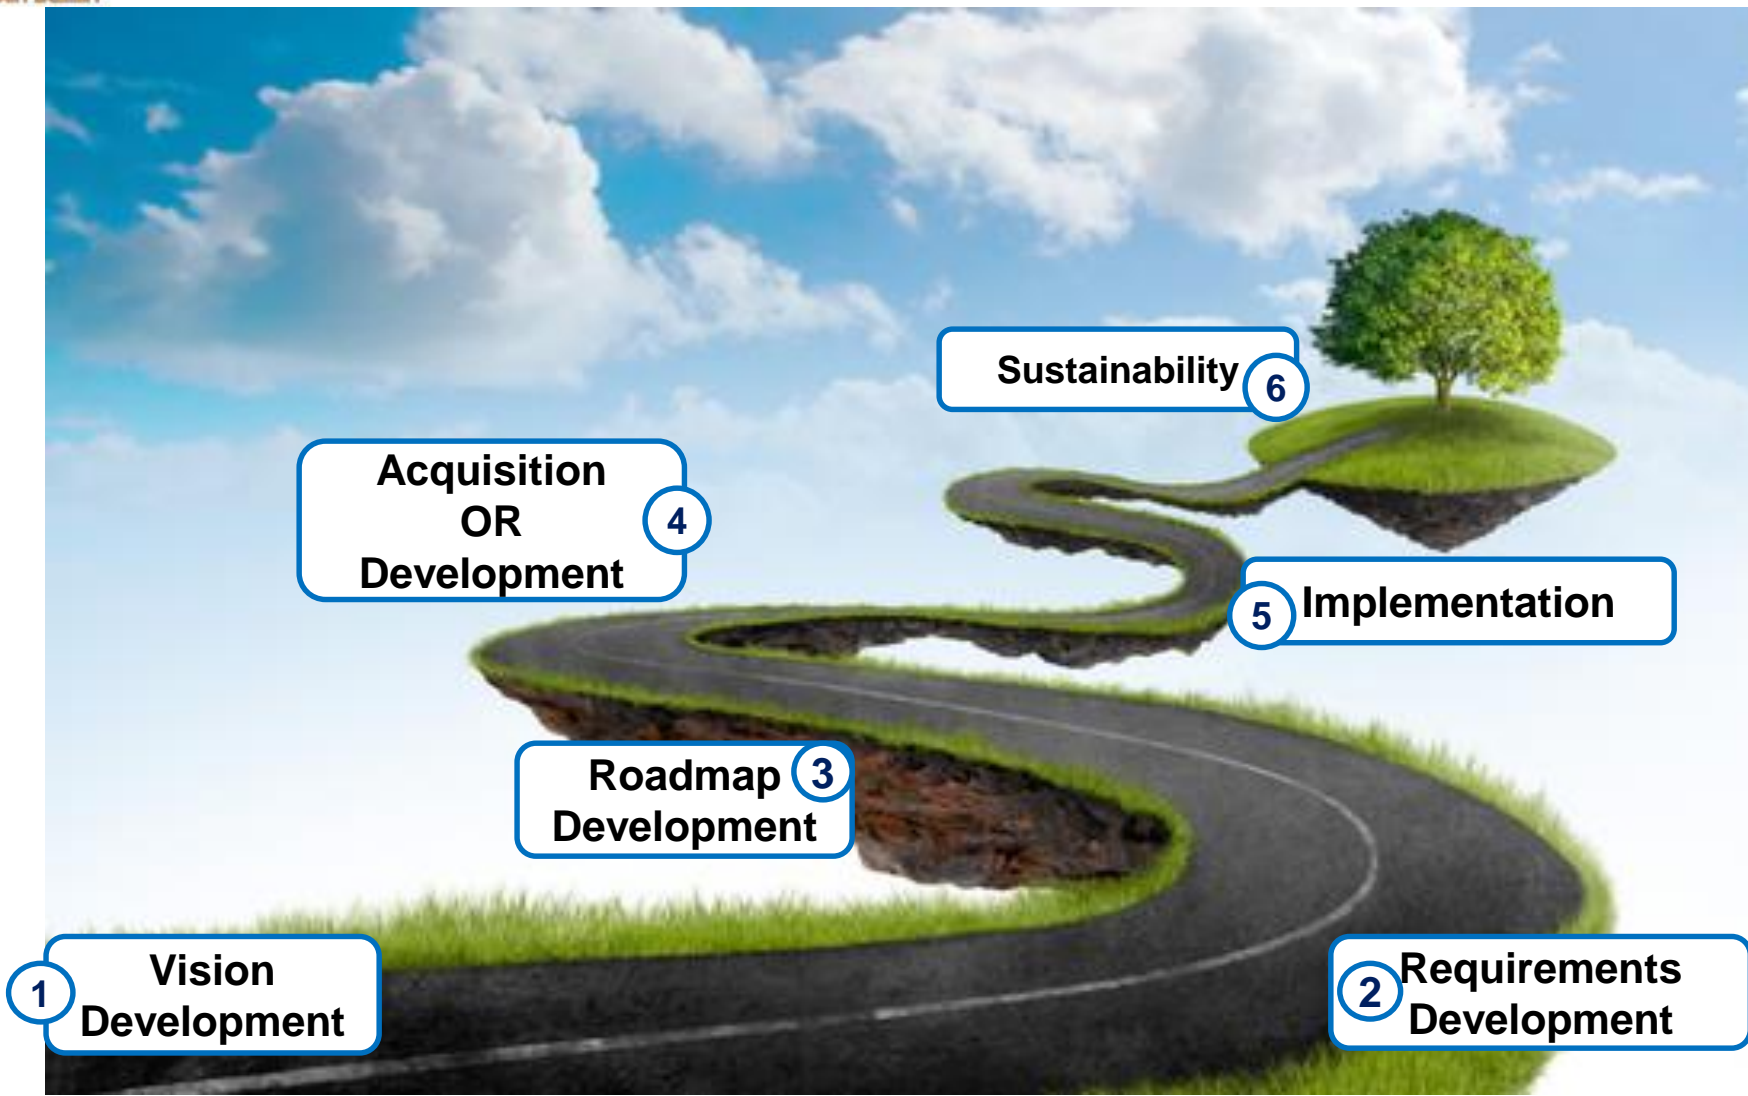 Sustainability
6
Acquisition
OR
Development
4
5
Implementation
Roadmap
Development
3
1
Vision
Development
2
Requirements
Development